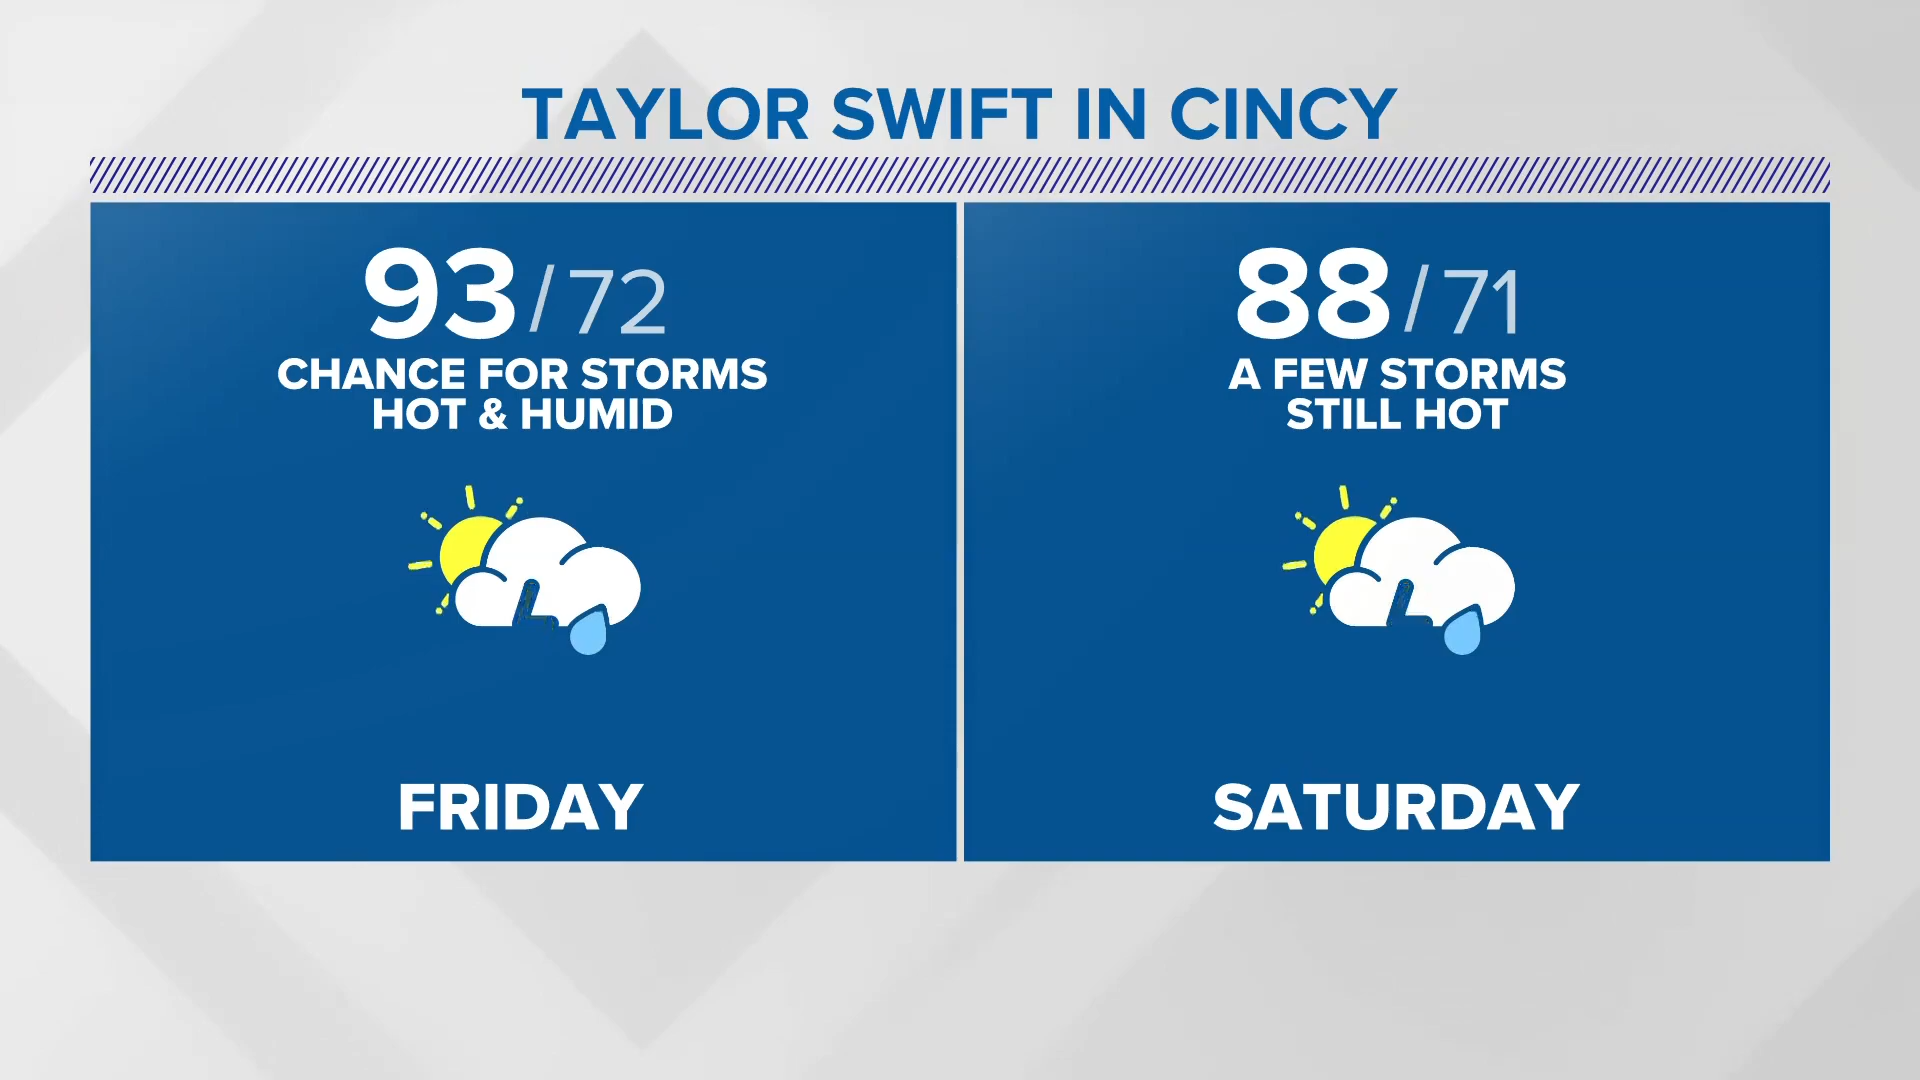 TAYLOR SWIFT IN CINCY
93/72
CHANCE FOR STORMS
HOT & HUMID
FRIDAY
88/71
A FEW STORMS
STILL HOT
SATURDAY